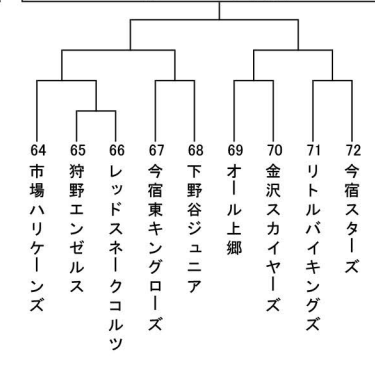 64 市場ハリケーンズ
65 狩野エンゼルス
66 レッドスネークコルツ
67 今宿東キングローズ
68 下野谷ジュニア
69 オール上郷
70 金沢スカイヤーズ
71 リトルバイキングズ
72 今宿スターズ